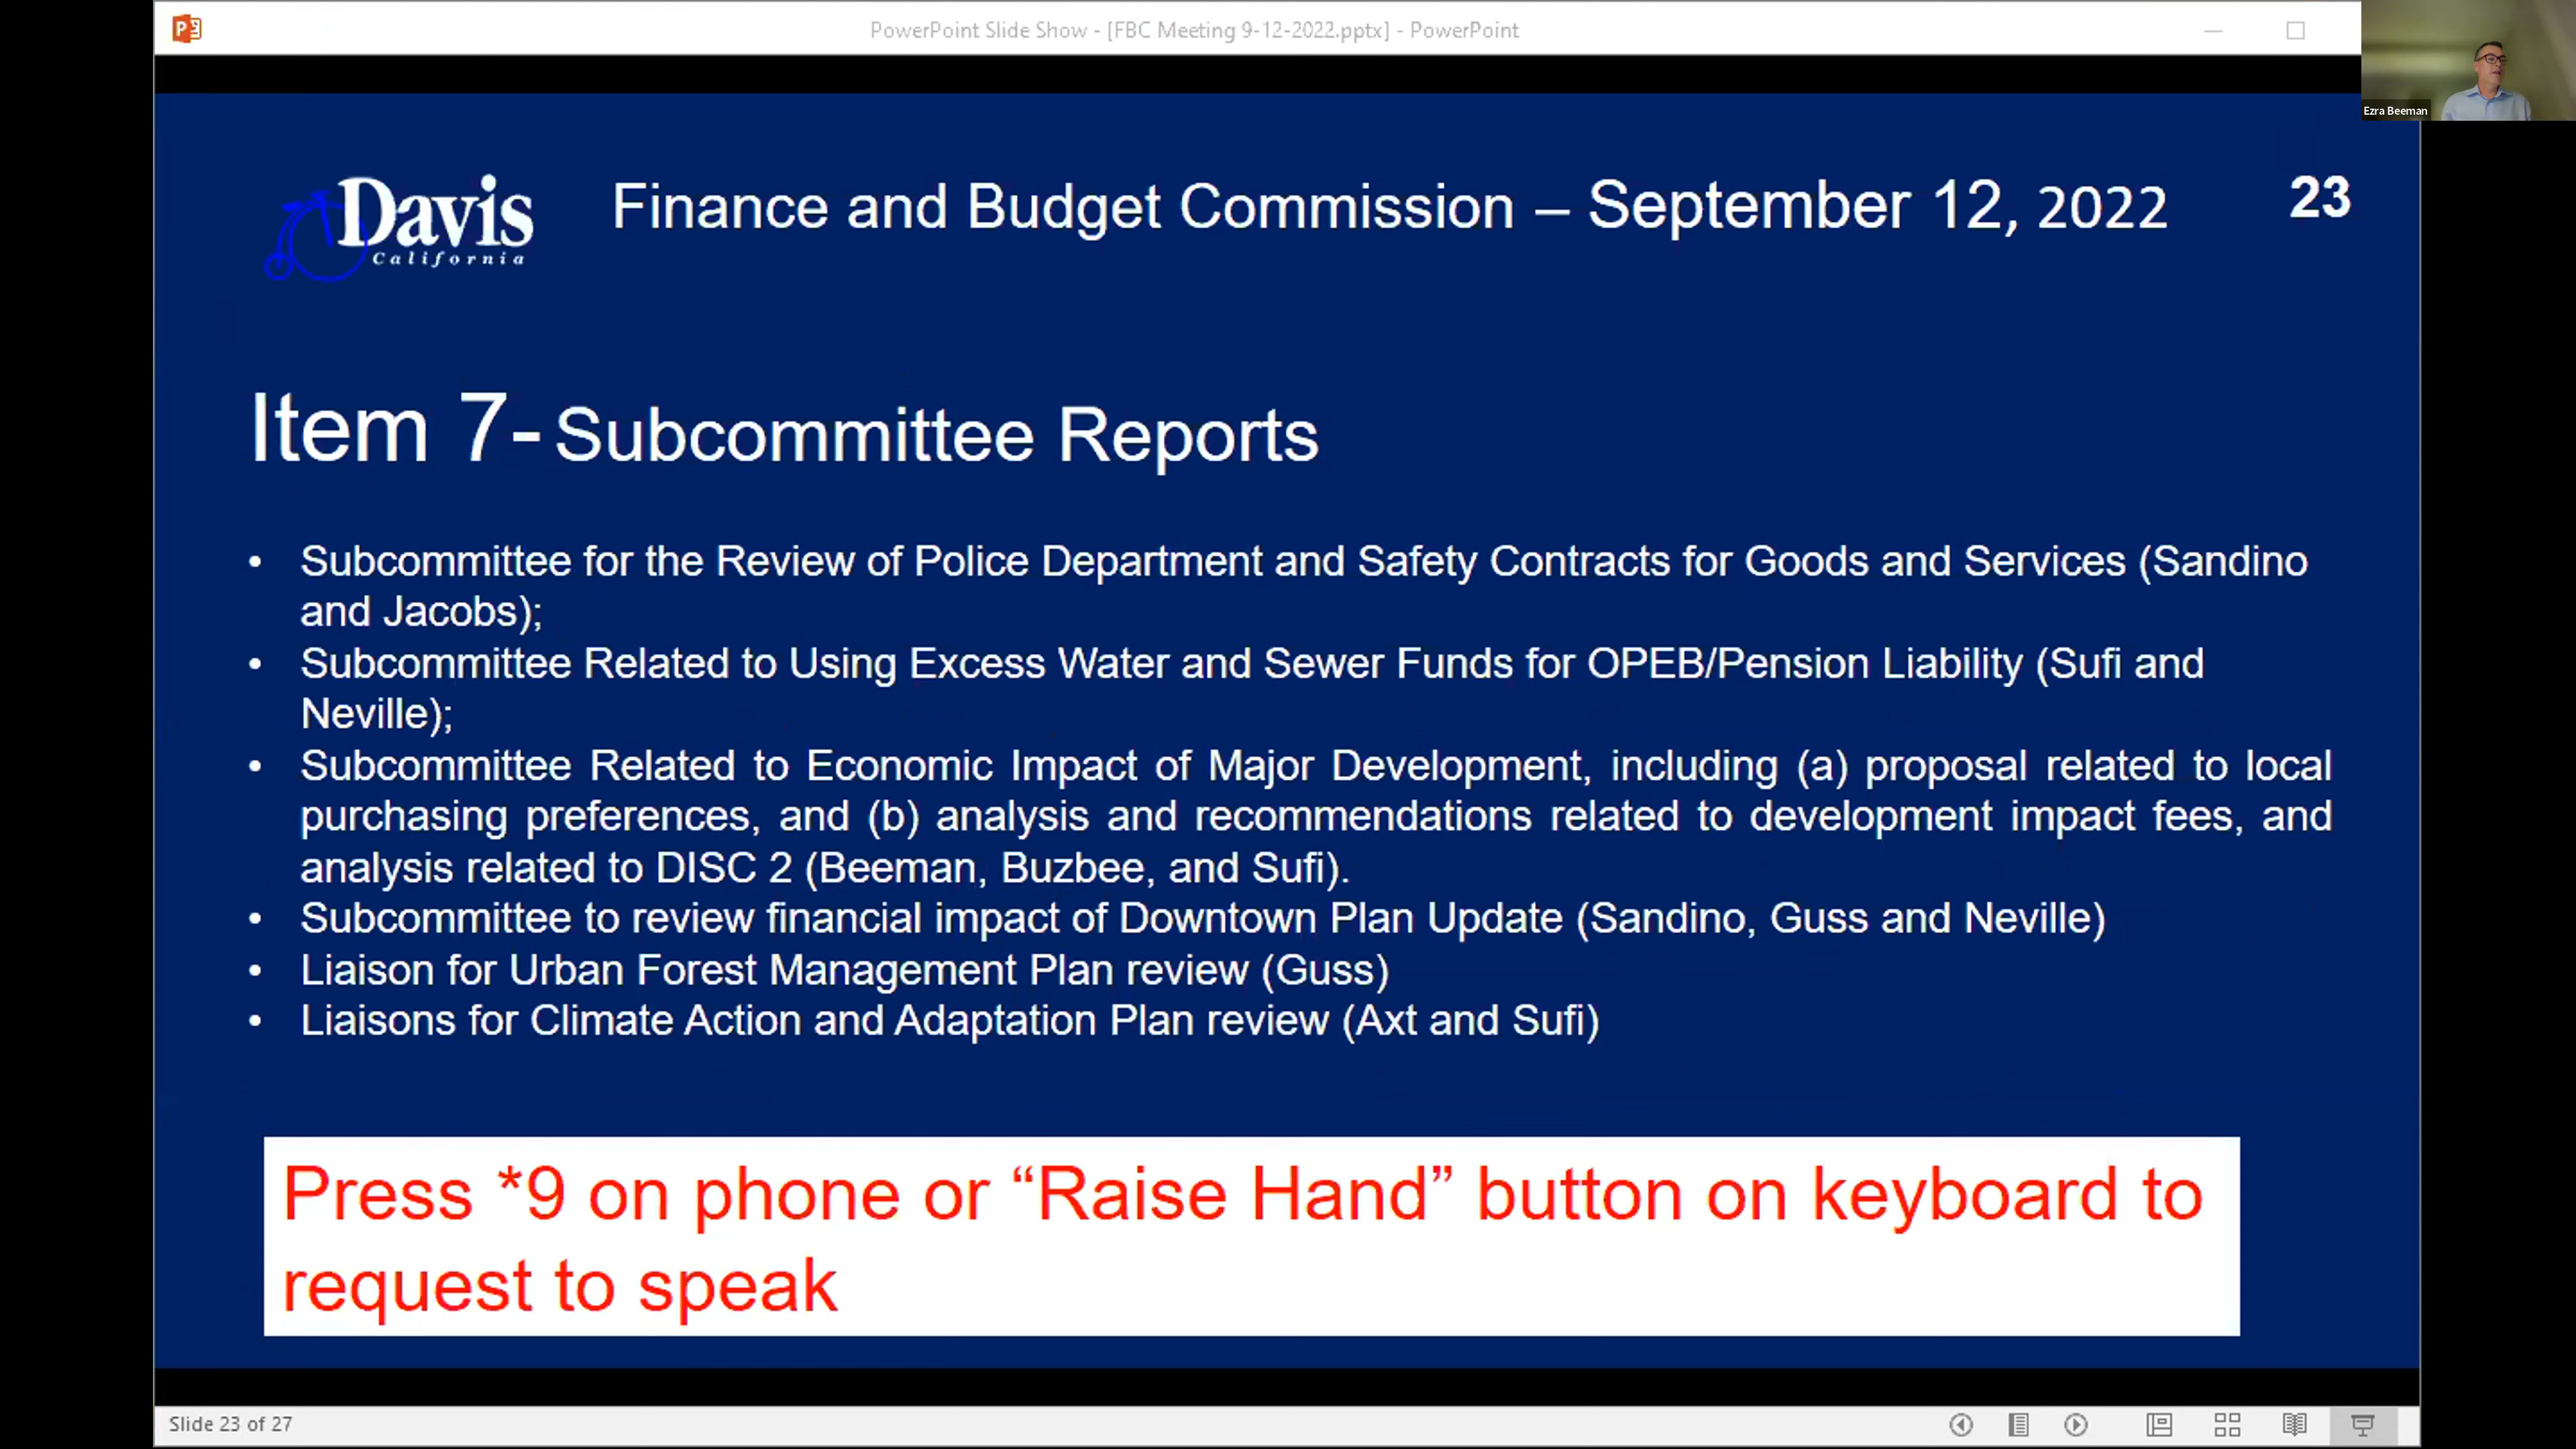 PowerPoint Slide Show - [FBC Meeting 9-12-2022.pptx] - PowerPoint
Ezra Beeman
Davis
California
Finance and Budget Commission – September 12, 2022
23
Item 7- Subcommittee Reports
• Subcommittee for the Review of Police Department and Safety Contracts for Goods and Services (Sandino
and Jacobs);
• Subcommittee Related to Using Excess Water and Sewer Funds for OPEB/Pension Liability (Sufi and
Neville);
• Subcommittee Related to Economic Impact of Major Development, including (a) proposal related to local
purchasing preferences, and (b) analysis and recommendations related to development impact fees, and
analysis related to DISC 2 (Beeman, Buzbee, and Sufi).
• Subcommittee to review financial impact of Downtown Plan Update (Sandino, Guss and Neville)
• Liaison for Urban Forest Management Plan review (Guss)
• Liaisons for Climate Action and Adaptation Plan review (Axt and Sufi)
Press *9 on phone or “Raise Hand” button on keyboard to
request to speak
Slide 23 of 27